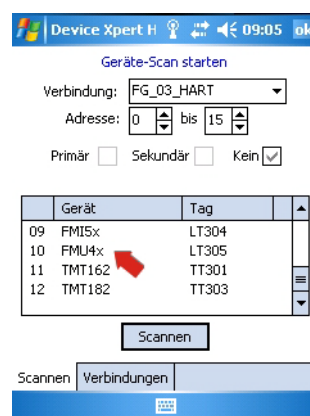 Device Xpert H 09:05 ok
Geräte-Scan starten
Verbindung: FG_03_HART
Adresse: 0 bis 15
Primär Sekundär Kein
Gerät Tag
09 FMI5x LT304
10 FMU4x LT305
11 TMT162 TT301
12 TMT182 TT303
Scannen
Scannen Verbindungen